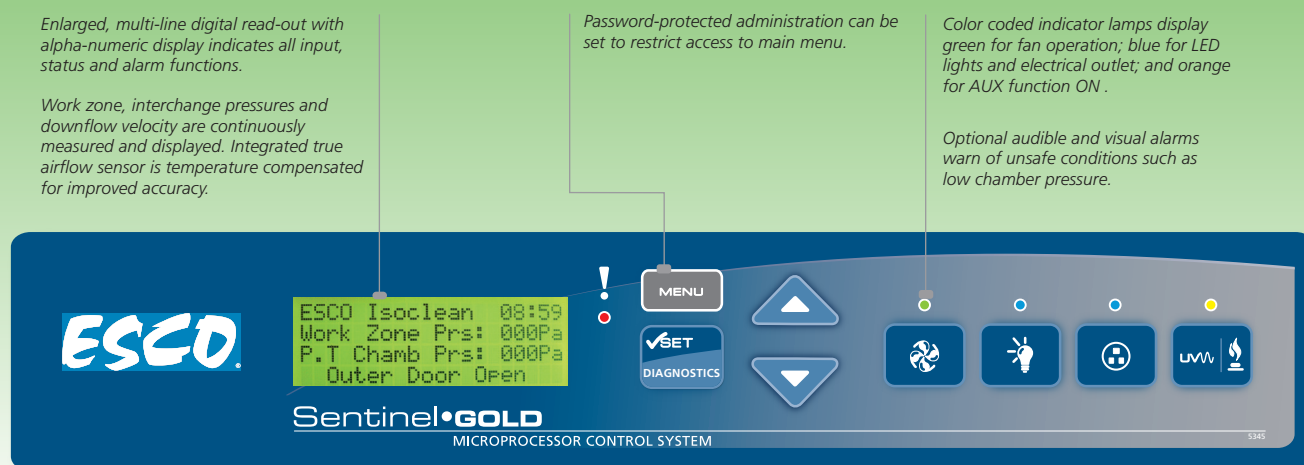 Enlarged, multi-line digital read-out with
alpha-numeric display indicates all input,
status and alarm functions.
Work zone, interchange pressures and
downflow velocity are continuously
measured and displayed. Integrated true
airflow sensor is temperature compensated
for improved accuracy.
Password-protected administration can be
set to restrict access to main menu.
Color coded indicator lamps display
green for fan operation; blue for LED
lights and electrical outlet; and orange
for AUX function ON .
Optional audible and visual alarms
warn of unsafe conditions such as
low chamber pressure.
ESCO®
ESCO Isoclean 08:59
Work Zone Prs: 000Pa
P.T Chamb Prs: 000Pa
Outer Door Open
!
MENU
✓SET
DIAGNOSTICS
UV
Sentinel•GOLD
MICROPROCESSOR CONTROL SYSTEM
S345